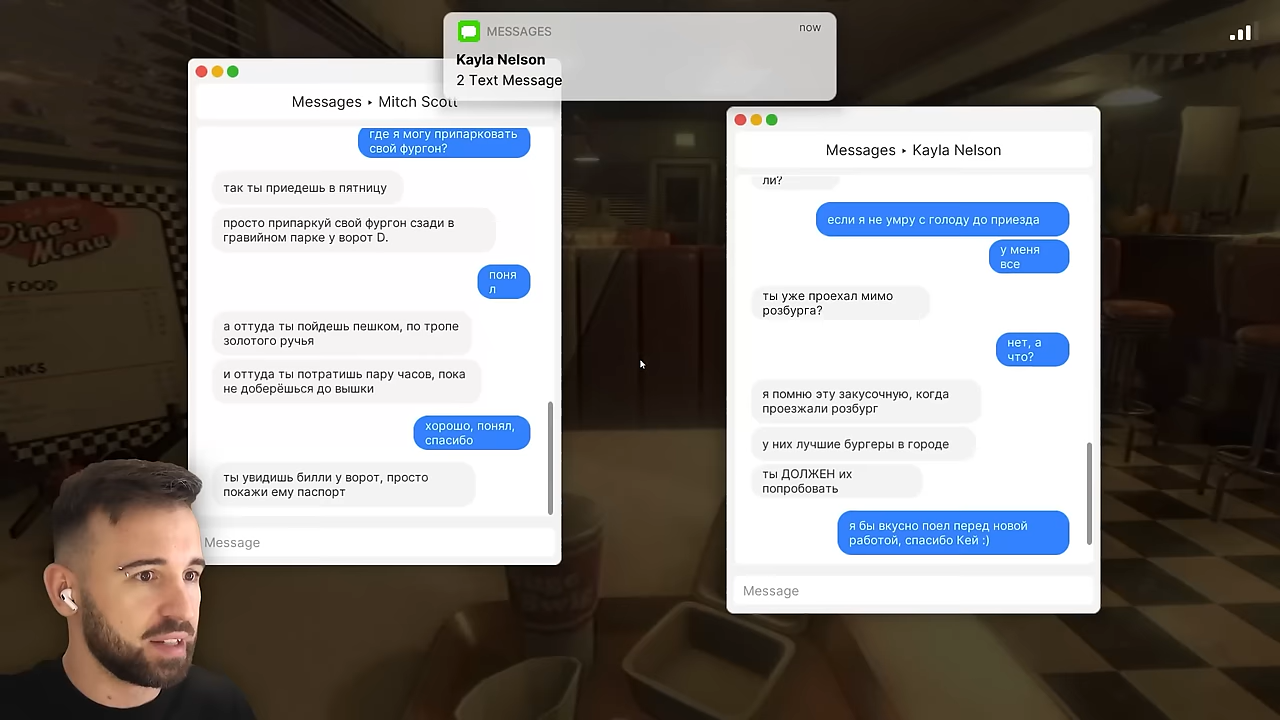 MESSAGES
now
Kayla Nelson
2 Text Message
Messages ▸ Mitch Scott
где я могу припарковать
свой фургон?
так ты приедешь в пятницу
просто припаркуй свой фургон сзади в
гравийном парке у ворот D.
поня
л
а оттуда ты пойдешь пешком, по тропе
золотого ручья
и оттуда ты потратишь пару часов, пока
не доберёшься до вышки
хорошо, понял,
спасибо
ты увидишь билли у ворот, просто
покажи ему паспорт
Message
Messages ▸ Kayla Nelson
ли?
если я не умру с голоду до приезда
у меня
все
ты уже проехал мимо
розбурга?
нет, а
что?
я помню эту закусочную, когда
проезжали розбург
у них лучшие бургеры в городе
ты ДОЛЖЕН их
попробовать
я бы вкусно поел перед новой
работой, спасибо Кей :)
Message
Diner
Menu
FOOD